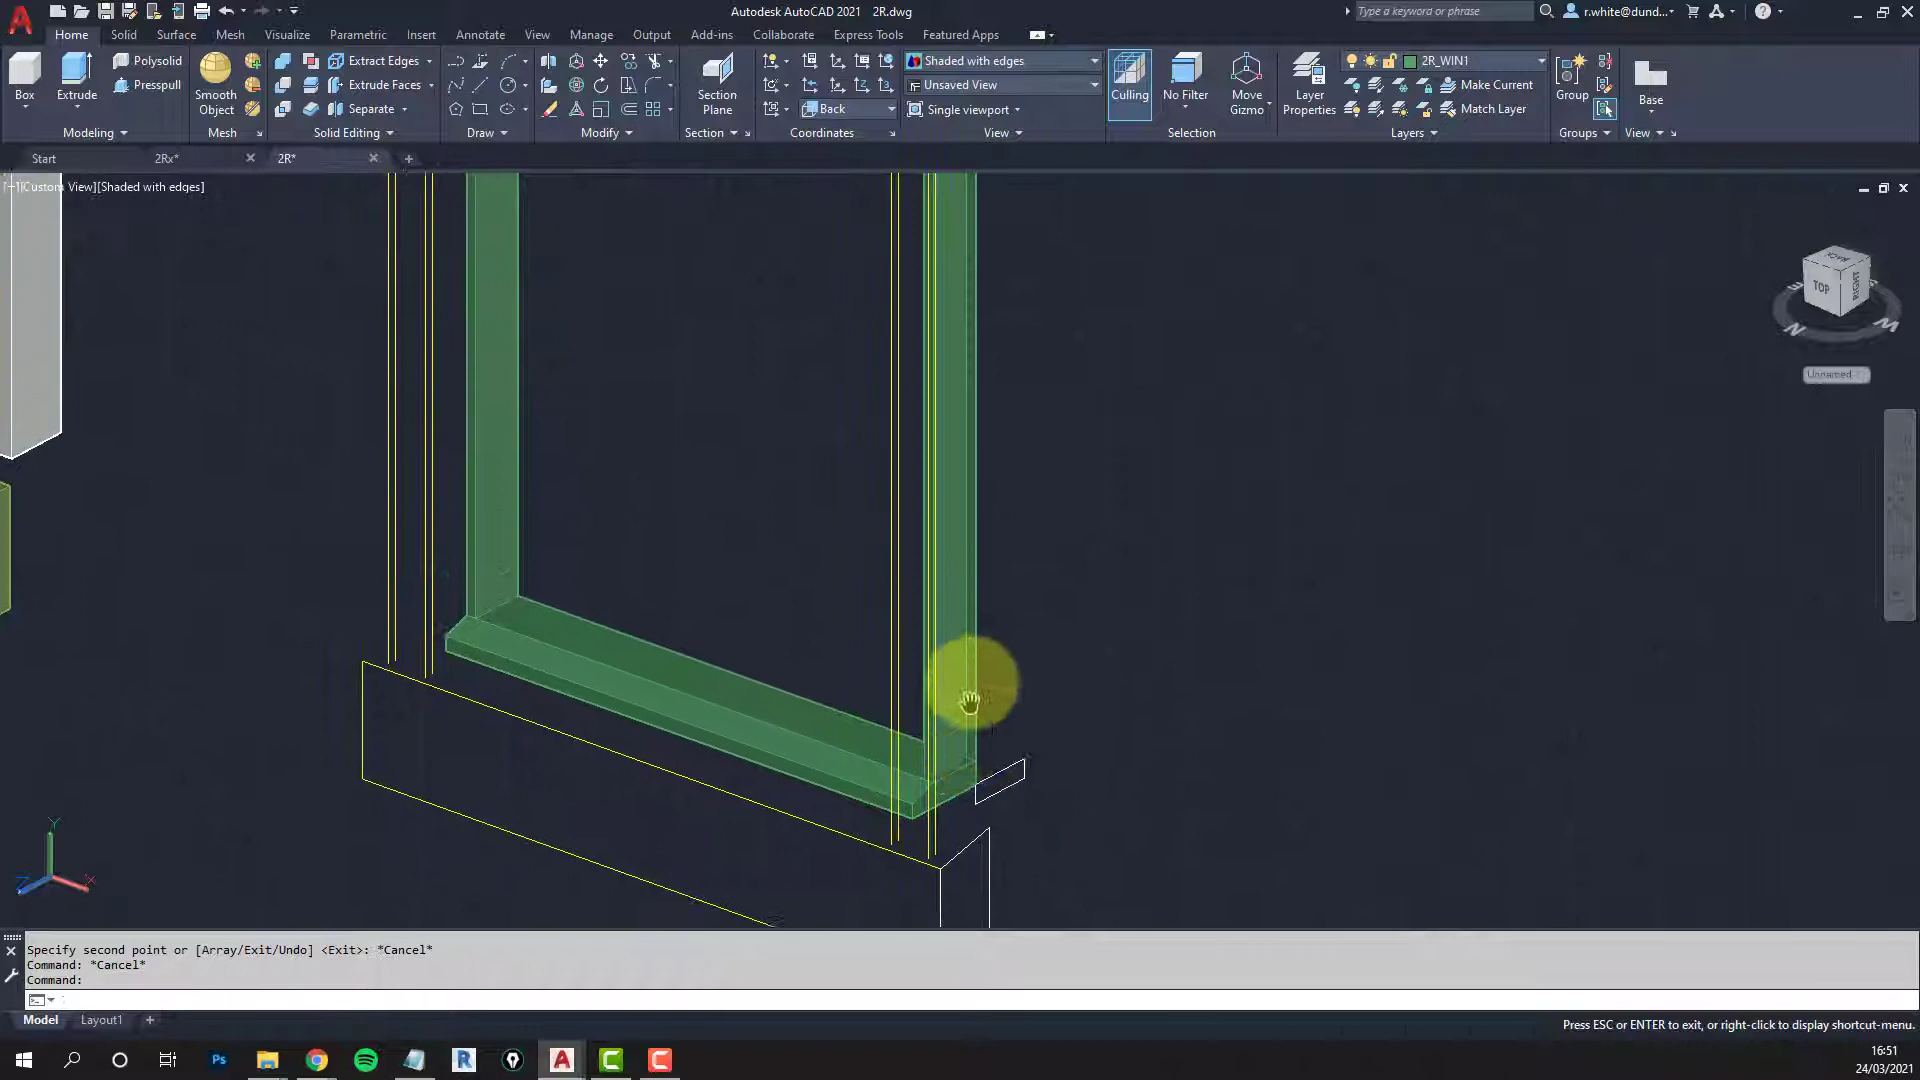 Autodesk AutoCAD 2021 2R.dwg
Type a keyword or phrase
r.white@dund...
Home Solid Surface Mesh Visualize Parametric Insert Annotate View Manage Output Add-ins Collaborate Express Tools Featured Apps
Box
Extrude
Polysolid
Presspull
Modeling
Smooth
Object
Mesh
Extract Edges
Extrude Faces
Separate
Solid Editing
Draw
Modify
Section
Plane
Section
Back
Coordinates
Shaded with edges
Unsaved View
Single viewport
View
Culling
No Filter
Move
Gizmo
Selection
Layer
Properties
2R_WIN1
Make Current
Match Layer
Layers
Group
Groups
Base
View
Start 2Rx* 2R*
[−][Custom View][Shaded with edges]
BACK
TOP
RIGHT
N
Unnamed
Y
Z
X
Specify second point or [Array/Exit/Undo] <Exit>: *Cancel*
Command: *Cancel*
Command:
Model Layout1
Press ESC or ENTER to exit, or right-click to display shortcut-menu.
Ps
R
A
C
C
16:51
24/03/2021